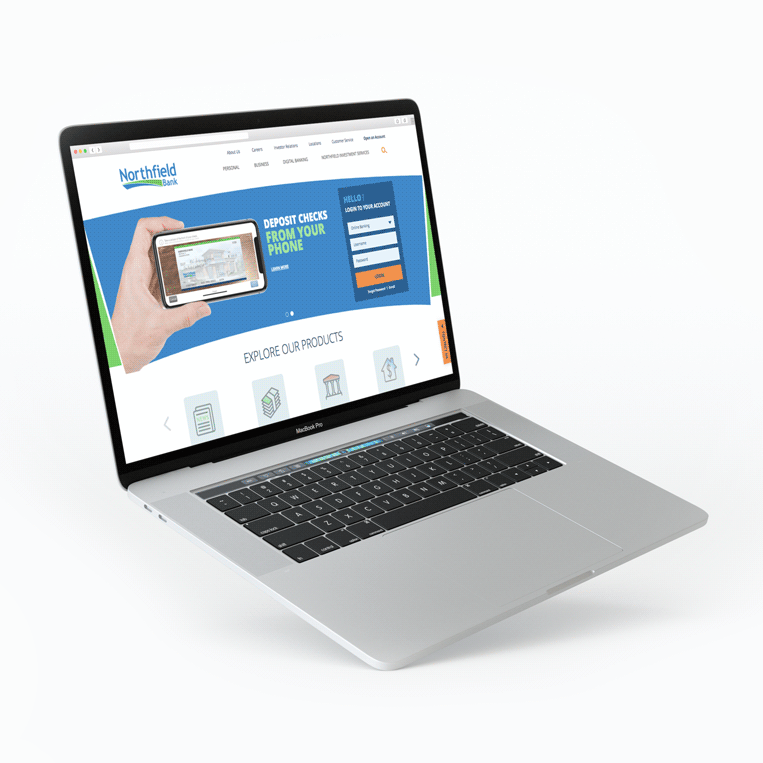 About Us
Careers
Investor Relations
Locations
Customer Service
Open an Account
Northfield
Bank
PERSONAL
BUSINESS
DIGITAL BANKING
NORTHFIELD INVESTMENT SERVICES
DEPOSIT CHECKS
FROM YOUR
PHONE
LEARN MORE
HELLO !
LOGIN TO YOUR ACCOUNT
Online Banking
Username
Password
LOGIN
Forgot Password | Enroll
EXPLORE OUR PRODUCTS
MacBook Pro
Q W E R T Y U I O P
A S D F G H J K L
Z X C V B N M
control